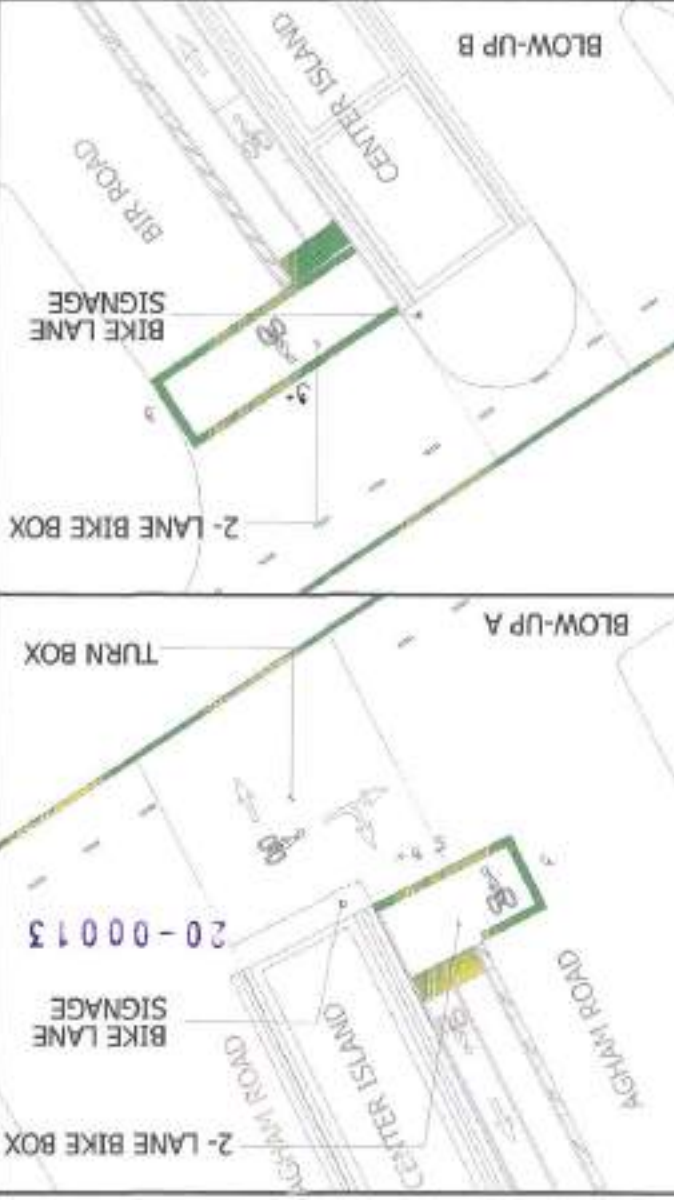 2- LANE BIKE BOX
AGHAM ROAD
CENTER ISLAND
AGHAM ROAD
BIKE LANE
SIGNAGE
20-00013
TURN BOX
BLOW-UP A
2- LANE BIKE BOX
BIKE LANE
SIGNAGE
BIR ROAD
CENTER ISLAND
BLOW-UP B